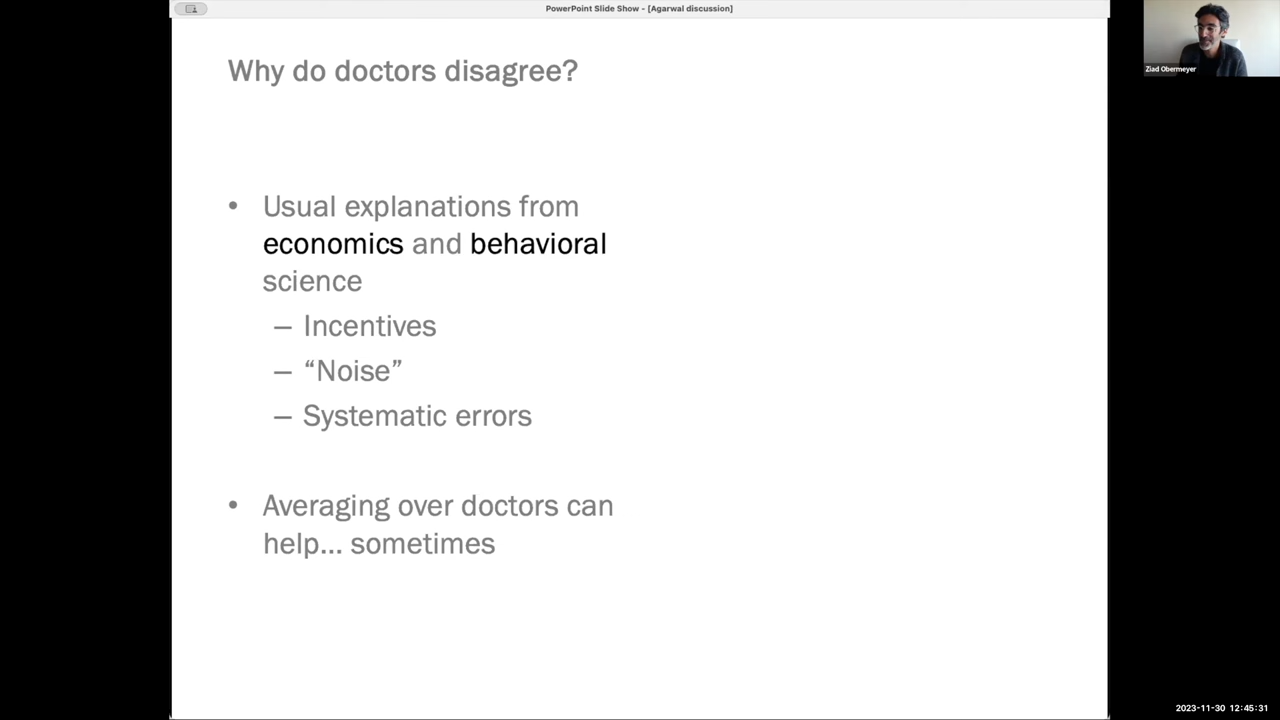 PowerPoint Slide Show - [Agarwal discussion]
Ziad Obermeyer
Why do doctors disagree?
• Usual explanations from
economics and behavioral
science
– Incentives
– “Noise”
– Systematic errors
• Averaging over doctors can
help... sometimes
2023-11-30 12:45:31